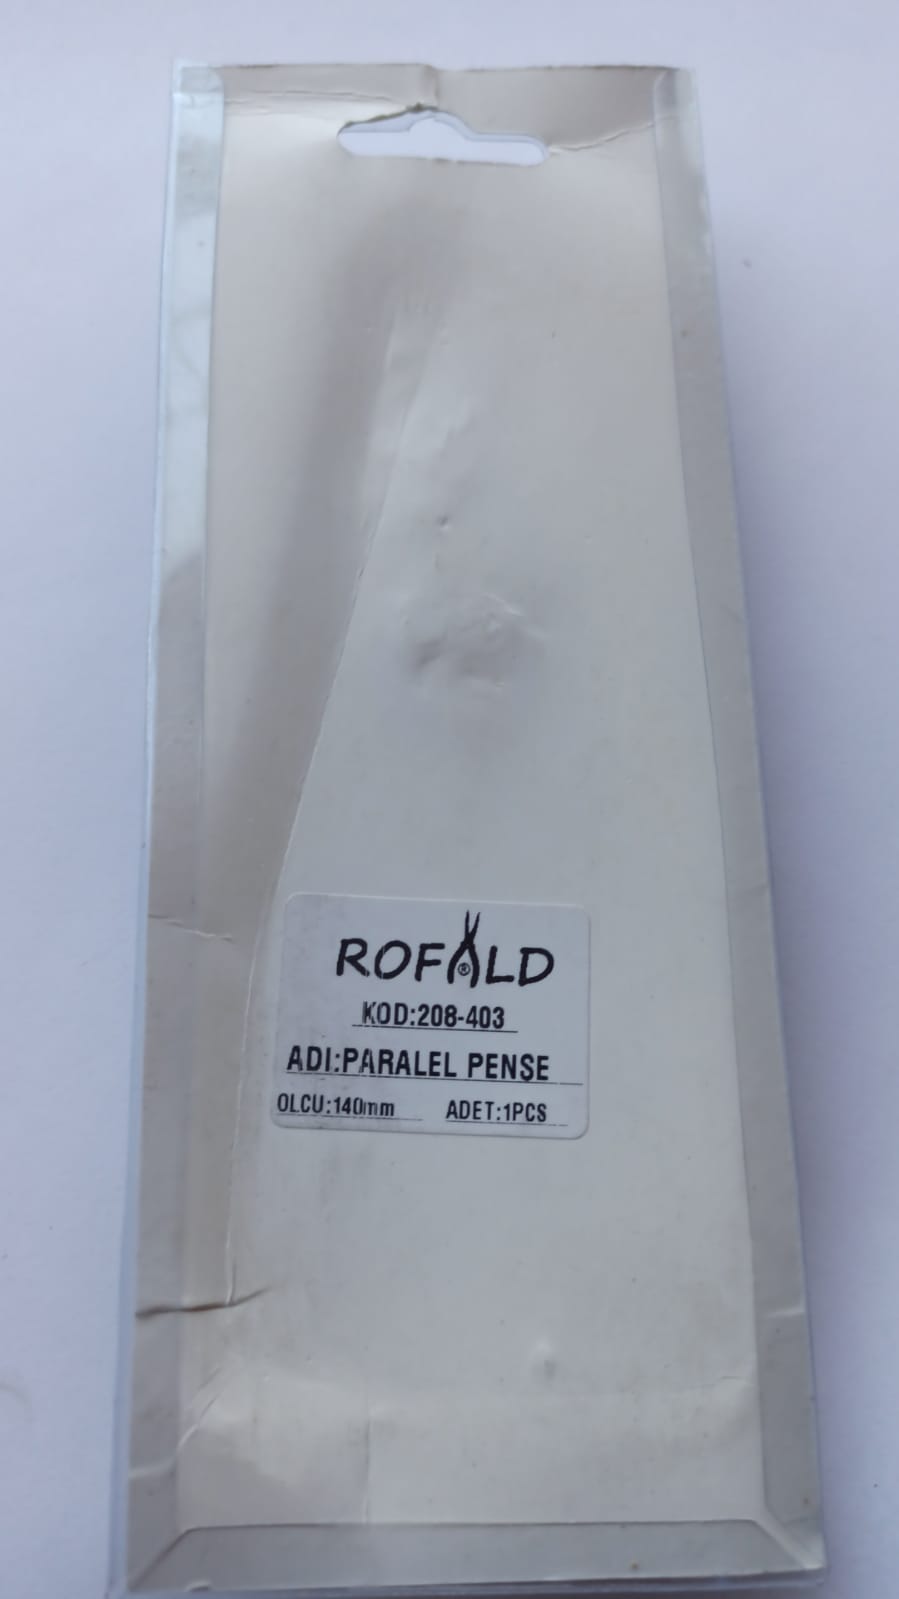 ROFALD
KOD:208-403
ADI:PARALEL PENSE
OLCU:140mm ADET:1PCS